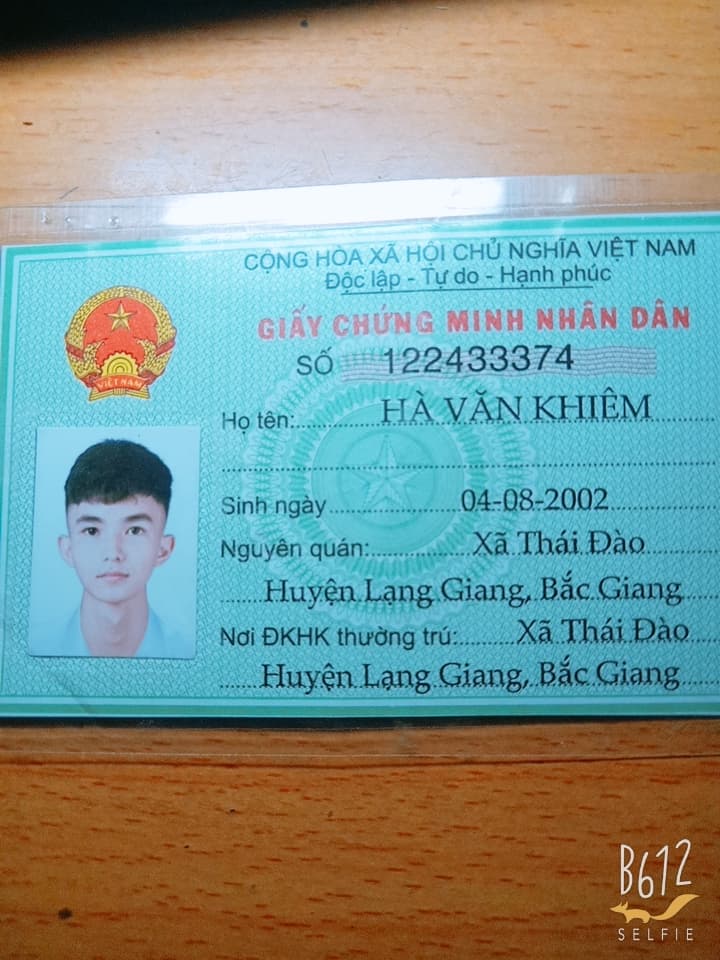 CỘNG HÒA XÃ HỘI CHỦ NGHĨA VIỆT NAM
Độc lập - Tự do - Hạnh phúc
GIẤY CHỨNG MINH NHÂN DÂN
SỐ 122433374
Họ tên: HÀ VĂN KHIÊM
Sinh ngày 04-08-2002
Nguyên quán: Xã Thái Đào
Huyện Lạng Giang, Bắc Giang
Nơi ĐKHK thường trú: Xã Thái Đào
Huyện Lạng Giang, Bắc Giang
VIỆT NAM
B612
SELFIE